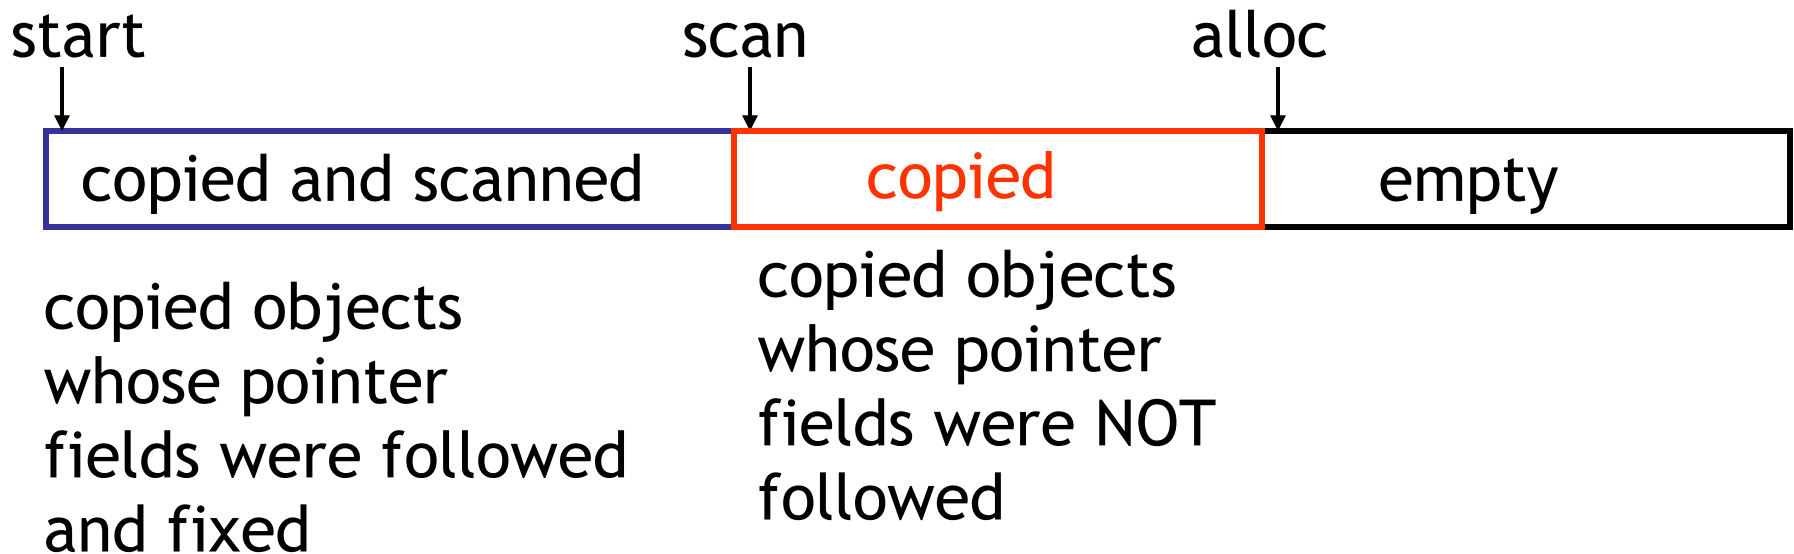 start scan alloc
copied and scanned copied empty
copied objects
whose pointer
fields were followed
and fixed
copied objects
whose pointer
fields were NOT
followed